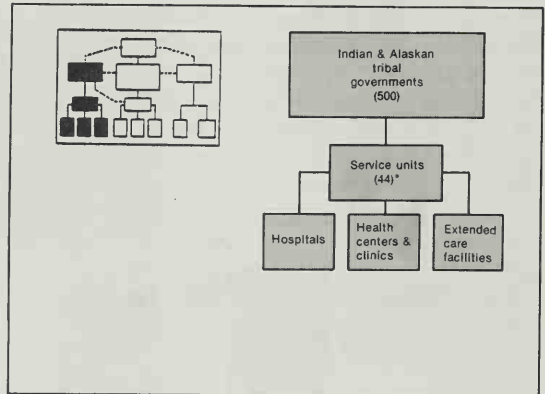 Indian & Alaskan
tribal
governments
(500)
Service units
(44)*
Hospitals
Health
centers &
clinics
Extended
care
facilities